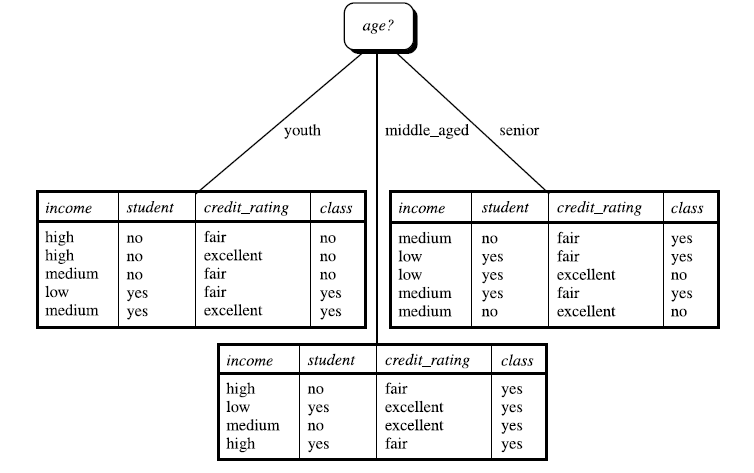 age?
youth
middle_aged
senior
income student credit_rating class
high no fair no
high no excellent no
medium no fair no
low yes fair yes
medium yes excellent yes
income student credit_rating class
medium no fair yes
low yes fair yes
low yes excellent no
medium yes fair yes
medium no excellent no
income student credit_rating class
high no fair yes
low yes excellent yes
medium no excellent yes
high yes fair yes